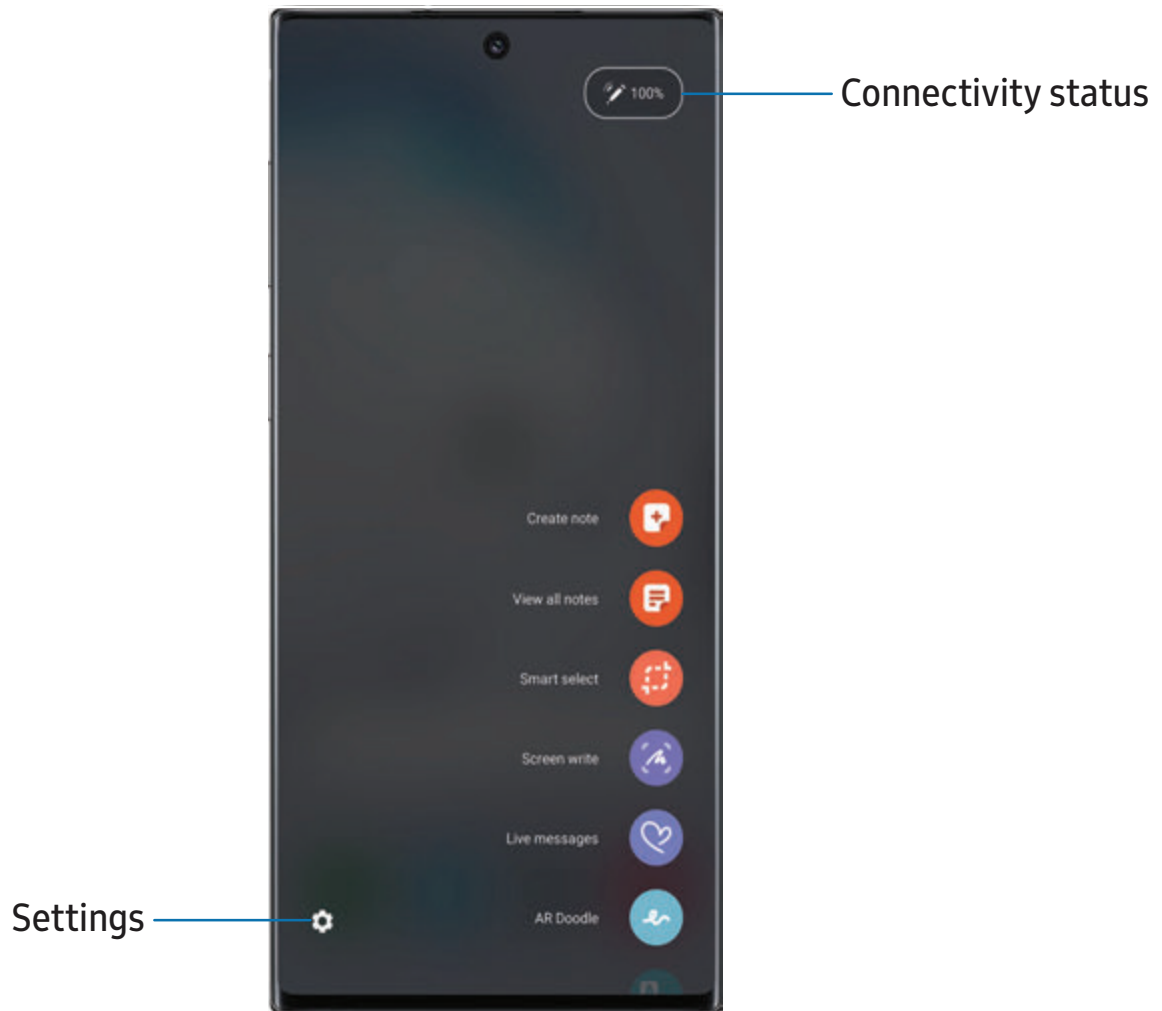 100%
Connectivity status
Create note
View all notes
Smart select
Screen write
Live messages
Settings
AR Doodle